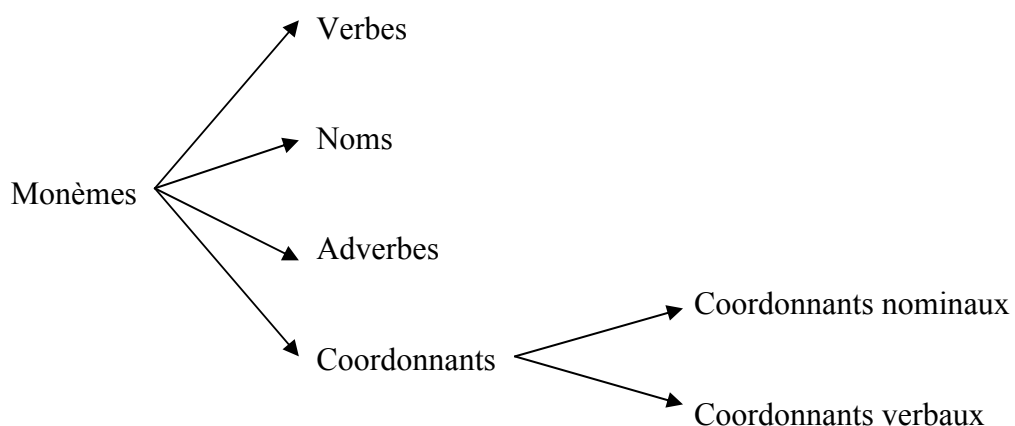 Verbes
Noms
Monèmes
Adverbes
Coordonnants nominaux
Coordonnants
Coordonnants verbaux